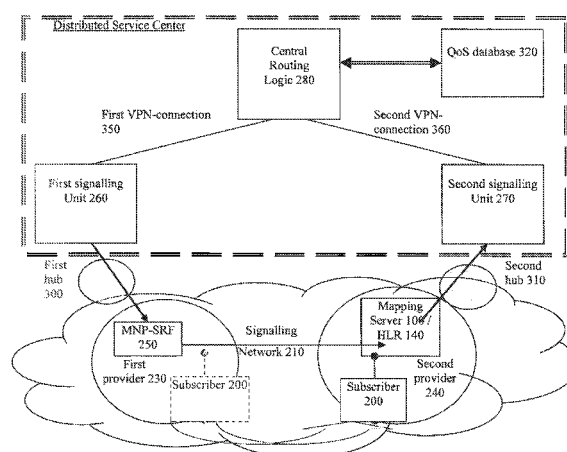 Distributed Service Center
Central
Routing
Logic 280
QoS database 320
First VPN-connection
350
Second VPN-
connection 360
First signalling
Unit 260
Second signalling
Unit 270
First
hub
300
Second
hub 310
MNP-SRF
250
Signalling
Network 210
Mapping
Server 100 /
HLR 140
First
provider 230
Second
provider
240
Subscriber 200
Subscriber
200